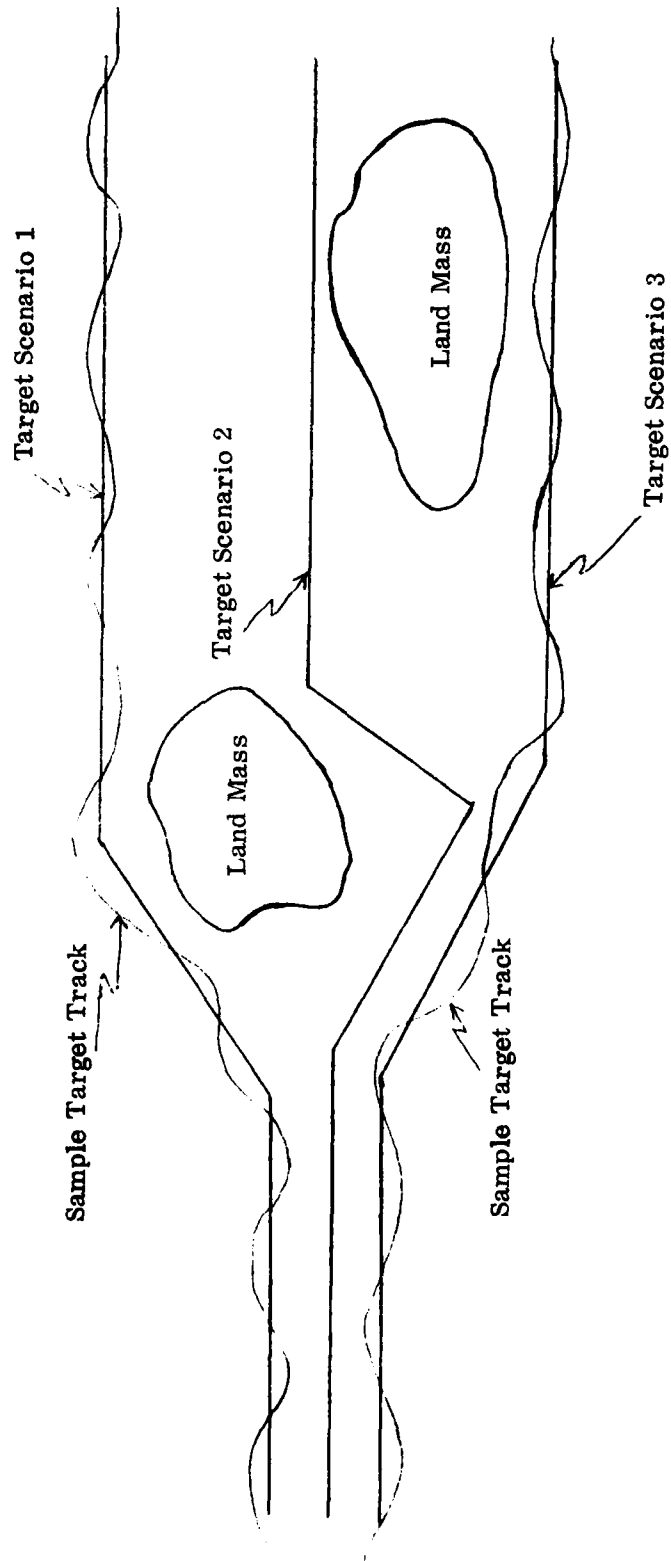 Target Scenario 1
Target Scenario 2
Land Mass
Land Mass
Sample Target Track
Sample Target Track
Target Scenario 3